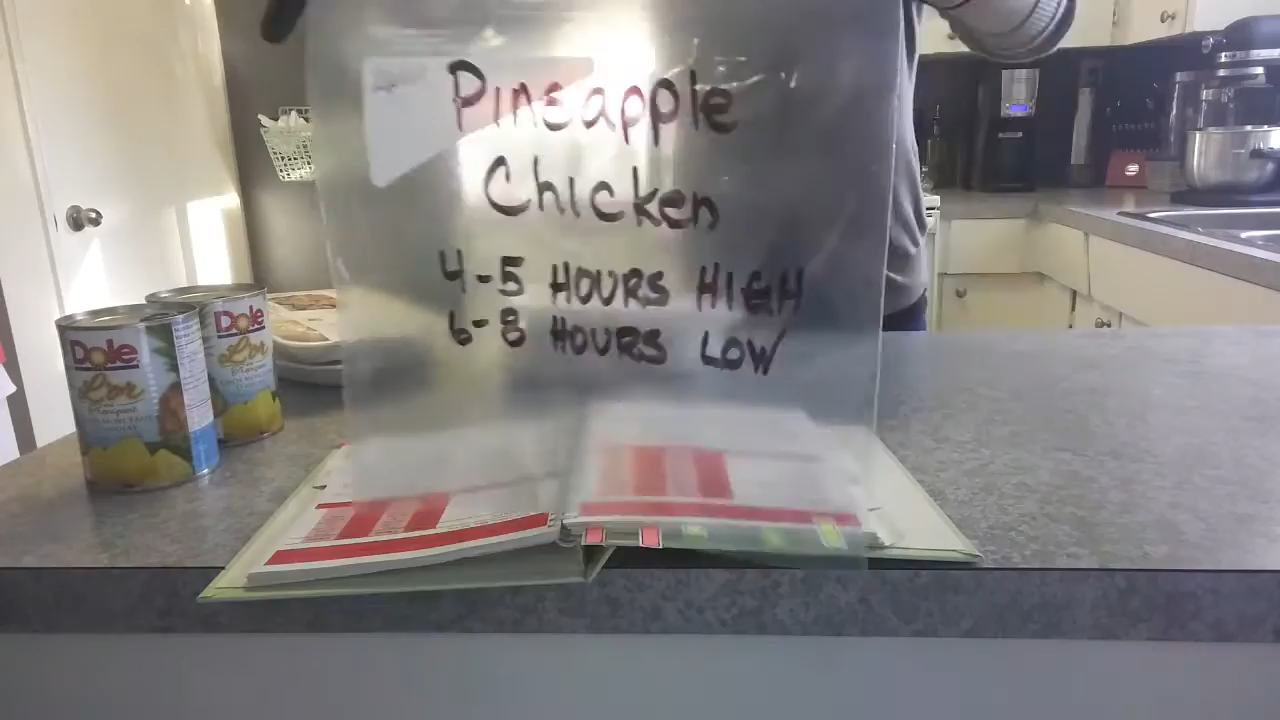 Pineapple
Chicken
4-5 HOURS HIGH
6-8 HOURS LOW
Dole
Dole